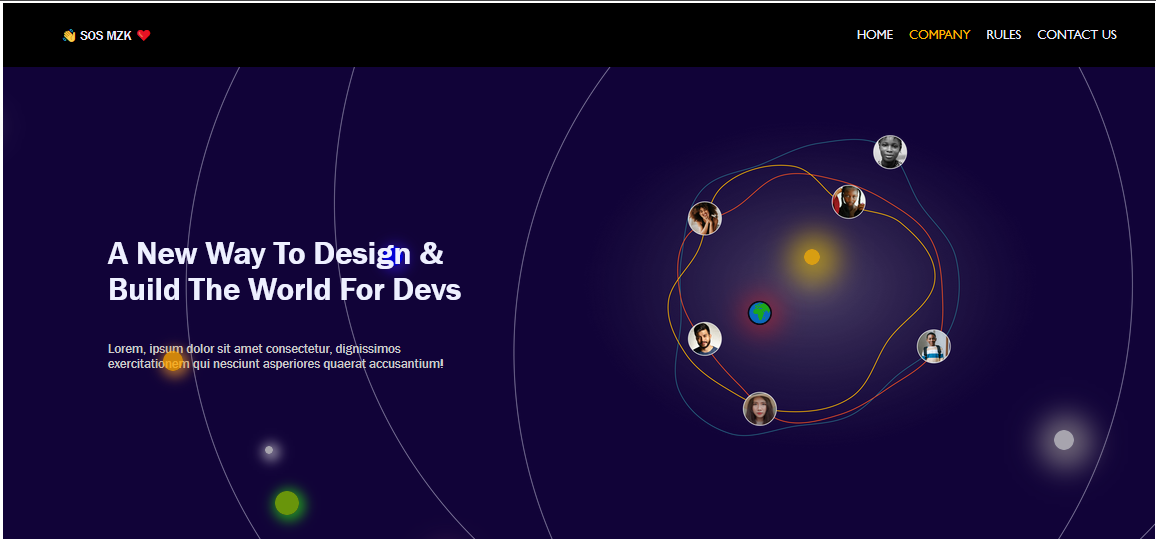 👋 SOS MZK ❤️
HOME COMPANY RULES CONTACT US
A New Way To Design &
Build The World For Devs
Lorem, ipsum dolor sit amet consectetur, dignissimos
exercitationem qui nesciunt asperiores quaerat accusantium!